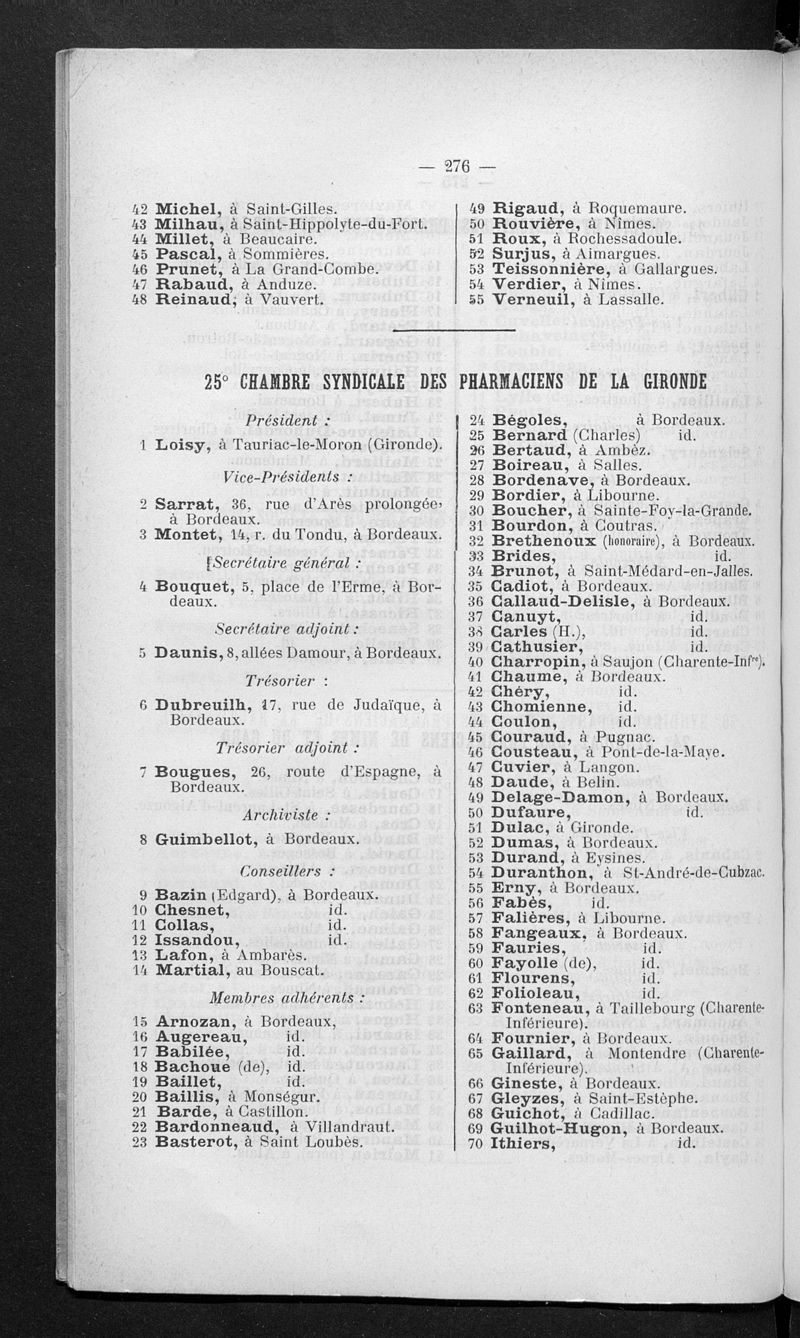 — 276 —
42 Michel, à Saint-Gilles.
43 Milhau, à Saint-Hippolyte-du-Fort.
44 Millet, à Beaucaire.
45 Pascal, à Sommières.
46 Prunet, à La Grand-Combe.
47 Rabaud, à Anduze.
48 Reinaud, à Vauvert.
49 Rigaud, à Roquemaure.
50 Rouvière, à Nîmes.
51 Roux, à Rochessadoule.
52 Surjus, à Aimargues.
53 Teissonnière, à Gallargues.
54 Verdier, à Nîmes.
55 Verneuil, à Lassalle.
25° CHAMBRE SYNDICALE DES PHARMACIENS DE LA GIRONDE
Président :
1 Loisy, à Tauriac-le-Moron (Gironde).
Vice-Présidents :
2 Sarrat, 36, rue d'Arès prolongée,
à Bordeaux.
3 Montet, 14, r. du Tondu, à Bordeaux.
[Secrétaire général :
4 Bouquet, 5, place de l'Erme, à Bor-
deaux.
Secrétaire adjoint :
5 Daunis, 8, allées Damour, à Bordeaux.
Trésorier :
6 Dubreuilh, 17, rue de Judaïque, à
Bordeaux.
Trésorier adjoint :
7 Bougues, 26, route d'Espagne, à
Bordeaux.
Archiviste :
8 Guimbellot, à Bordeaux.
Conseillers :
9 Bazin (Edgard), à Bordeaux.
10 Chesnet, id.
11 Collas, id.
12 Issandou, id.
13 Lafon, à Ambarès.
14 Martial, au Bouscat.
Membres adhérents :
15 Arnozan, à Bordeaux,
16 Augereau, id.
17 Babilée, id.
18 Bachoue (de), id.
19 Baillet, id.
20 Baillis, à Monségur.
21 Barde, à Castillon.
22 Bardonneaud, à Villandraut.
23 Basterot, à Saint Loubès.
24 Bégoles, à Bordeaux.
25 Bernard (Charles) id.
26 Bertaud, à Ambèz.
27 Boireau, à Salles.
28 Bordenave, à Bordeaux.
29 Bordier, à Libourne.
30 Boucher, à Sainte-Foy-la-Grande.
31 Bourdon, à Coutras.
32 Brethenoux (honoraire), à Bordeaux.
33 Brides, id.
34 Brunot, à Saint-Médard-en-Jalles.
35 Cadiot, à Bordeaux.
36 Callaud-Delisle, à Bordeaux.
37 Canuyt, id.
38 Carles (H.), id.
39 Cathusier, id.
40 Charropin, à Saujon (Charente-Infre).
41 Chaume, à Bordeaux.
42 Chéry, id.
43 Chomienne, id.
44 Coulon, id.
45 Couraud, à Pugnac.
46 Cousteau, à Pont-de-la-Maye.
47 Cuvier, à Langon.
48 Daude, à Belin.
49 Delage-Damon, à Bordeaux.
50 Dufaure, id.
51 Dulac, à Gironde.
52 Dumas, à Bordeaux.
53 Durand, à Eysines.
54 Duranthon, à St-André-de-Cubzac.
55 Erny, à Bordeaux.
56 Fabès, id.
57 Falières, à Libourne.
58 Fangeaux, à Bordeaux.
59 Fauries, id.
60 Fayolle (de), id.
61 Flourens, id.
62 Folioleau, id.
63 Fonteneau, à Taillebourg (Charente-
Inférieure).
64 Fournier, à Bordeaux.
65 Gaillard, à Montendre (Charente-
Inférieure).
66 Gineste, à Bordeaux.
67 Gleyzes, à Saint-Estèphe.
68 Guichot, à Cadillac.
69 Guilhot-Hugon, à Bordeaux.
70 Ithiers, id.